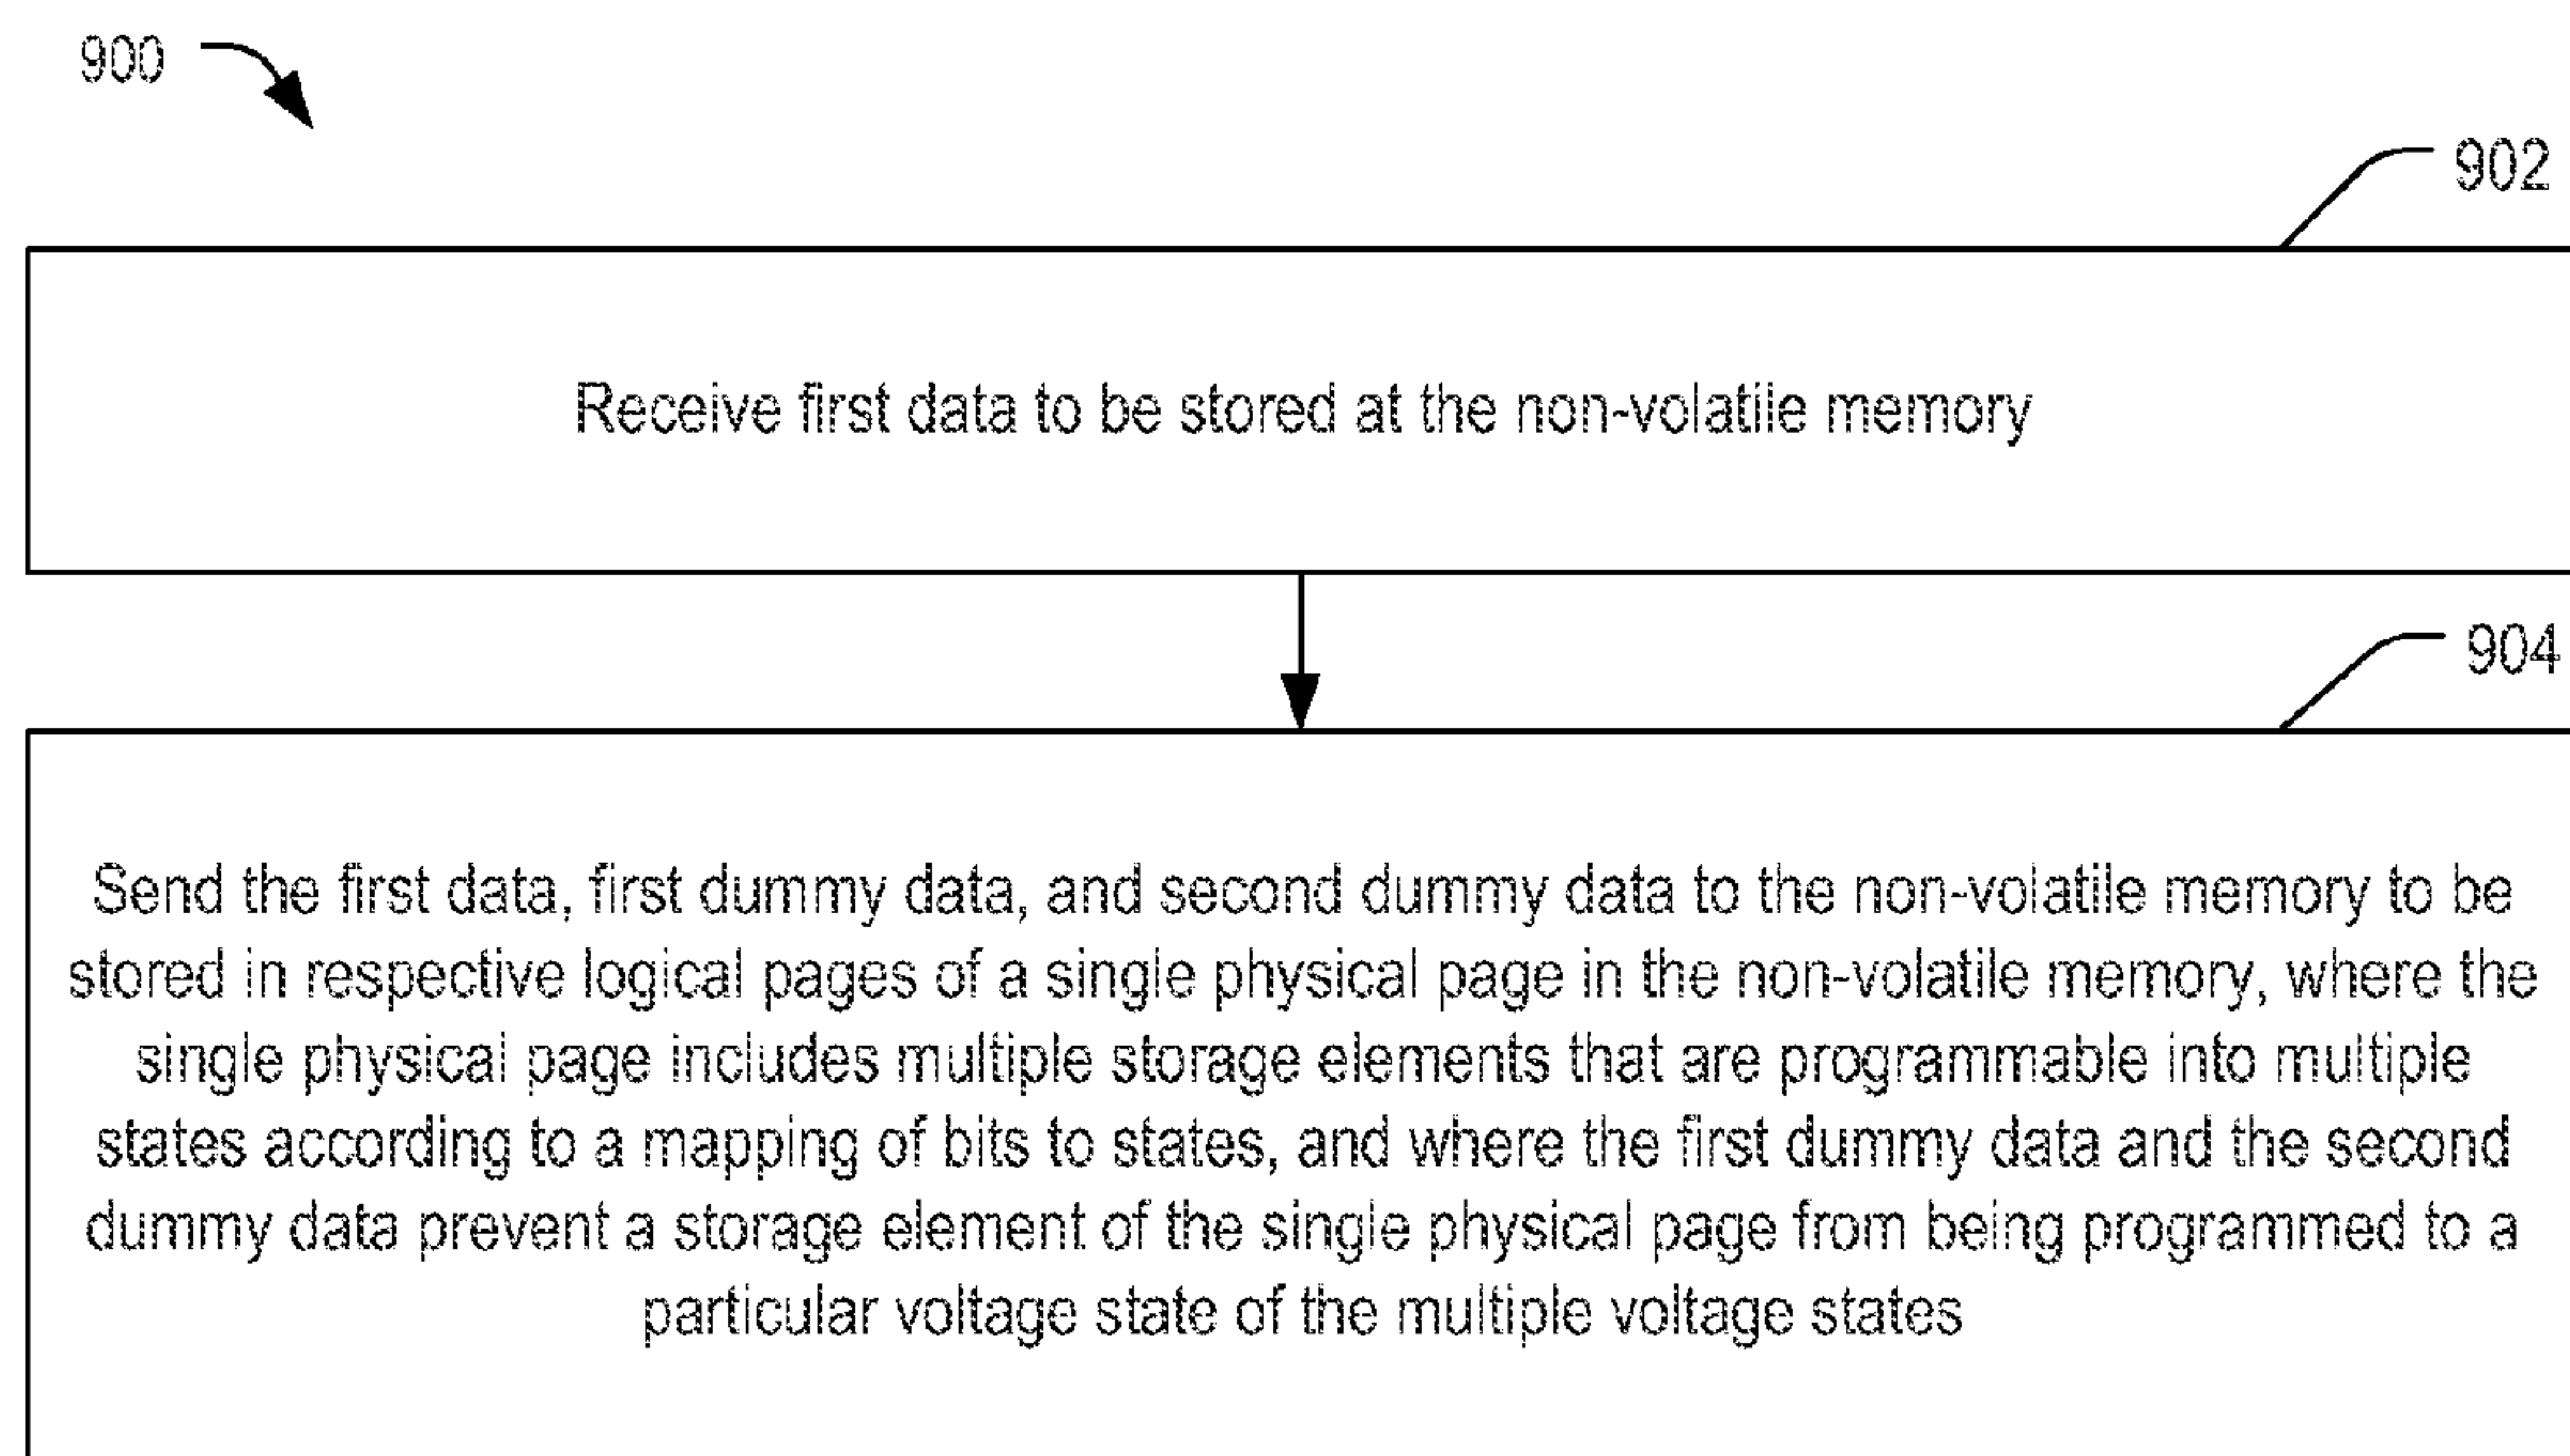 900
902
Receive first data to be stored at the non-volatile memory
904
Send the first data, first dummy data, and second dummy data to the non-volatile memory to be
stored in respective logical pages of a single physical page in the non-volatile memory, where the
single physical page includes multiple storage elements that are programmable into multiple
states according to a mapping of bits to states, and where the first dummy data and the second
dummy data prevent a storage element of the single physical page from being programmed to a
particular voltage state of the multiple voltage states